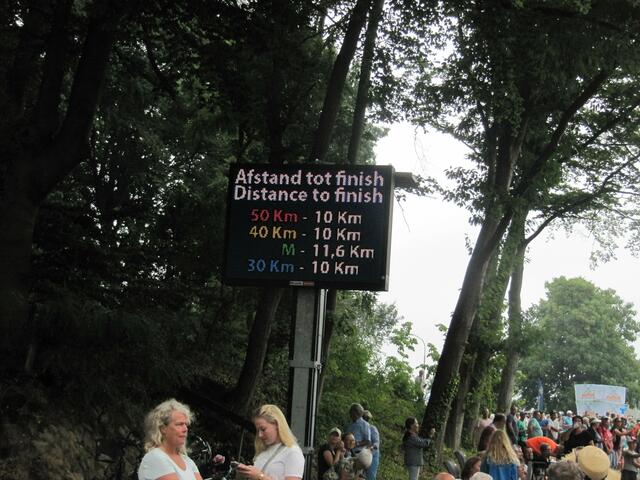 Afstand tot finish
Distance to finish
50 Km - 10 Km
40 Km - 10 Km
M - 11,6 Km
30 Km - 10 Km